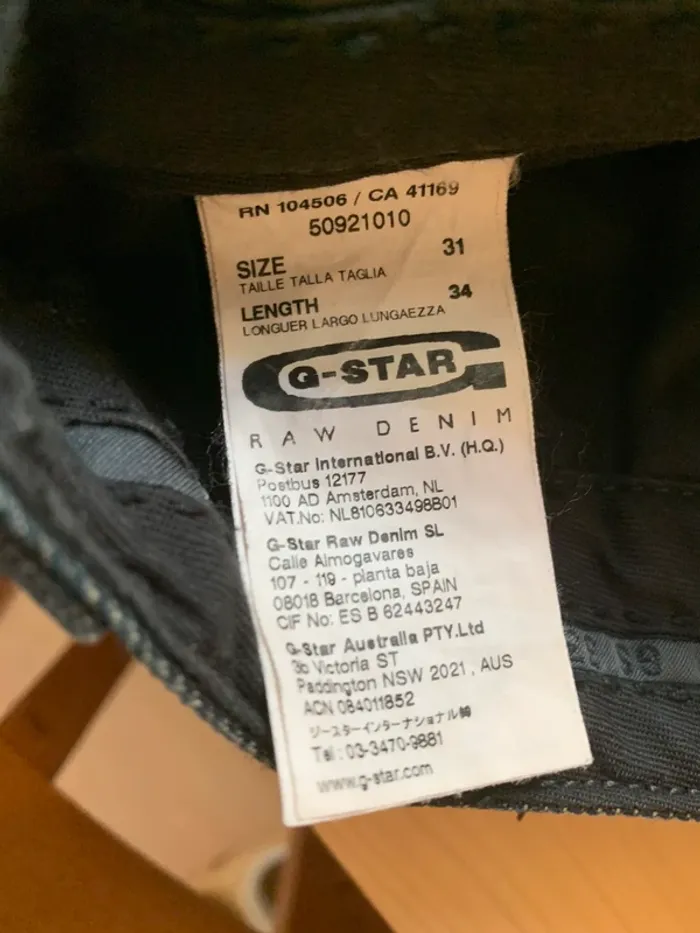 RN 104506 / CA 41169
50921010
SIZE 31
TAILLE TALLA TAGLIA
LENGTH 34
LONGUER LARGO LUNGAEZZA
G-STAR
RAW DENIM
G-Star International B.V. (H.Q.)
Postbus 12177
1100 AD Amsterdam, NL
VAT.No: NL810633498B01
G-Star Raw Denim SL
Calle Almogavares
107 - 119 - planta baja
08018 Barcelona, SPAIN
CIF No: ES B 62443247
G-Star Australia PTY.Ltd
3b Victoria ST
Paddington NSW 2021 , AUS
ACN 084011852
ジースターインターナショナル㈱
Tel: 03-3470-9881
www.g-star.com